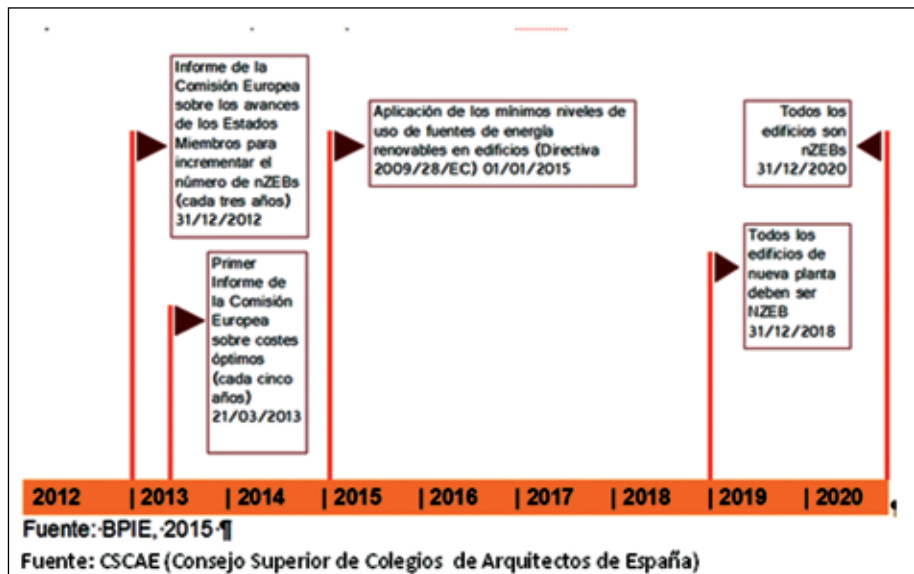 Informe de la
Comisión Europea
sobre los avances
de los Estados
Miembros para
incrementar el
número de nZEBs
(cada tres años)
31/12/2012
Primer
Informe de
la Comisión
Europea
sobre costes
óptimos
(cada cinco
años)
21/03/2013
Aplicación de los mínimos niveles de
uso de fuentes de energía
renovables en edificios (Directiva
2009/28/EC) 01/01/2015
Todos los
edificios de
nueva planta
deben ser
NZEB
31/12/2018
Todos los
edificios son
nZEBs
31/12/2020
2012 | 2013 | 2014 | 2015 | 2016 | 2017 | 2018 | 2019 | 2020
Fuente:·BPIE,·2015·¶
Fuente: CSCAE (Consejo Superior de Colegios de Arquitectos de España)